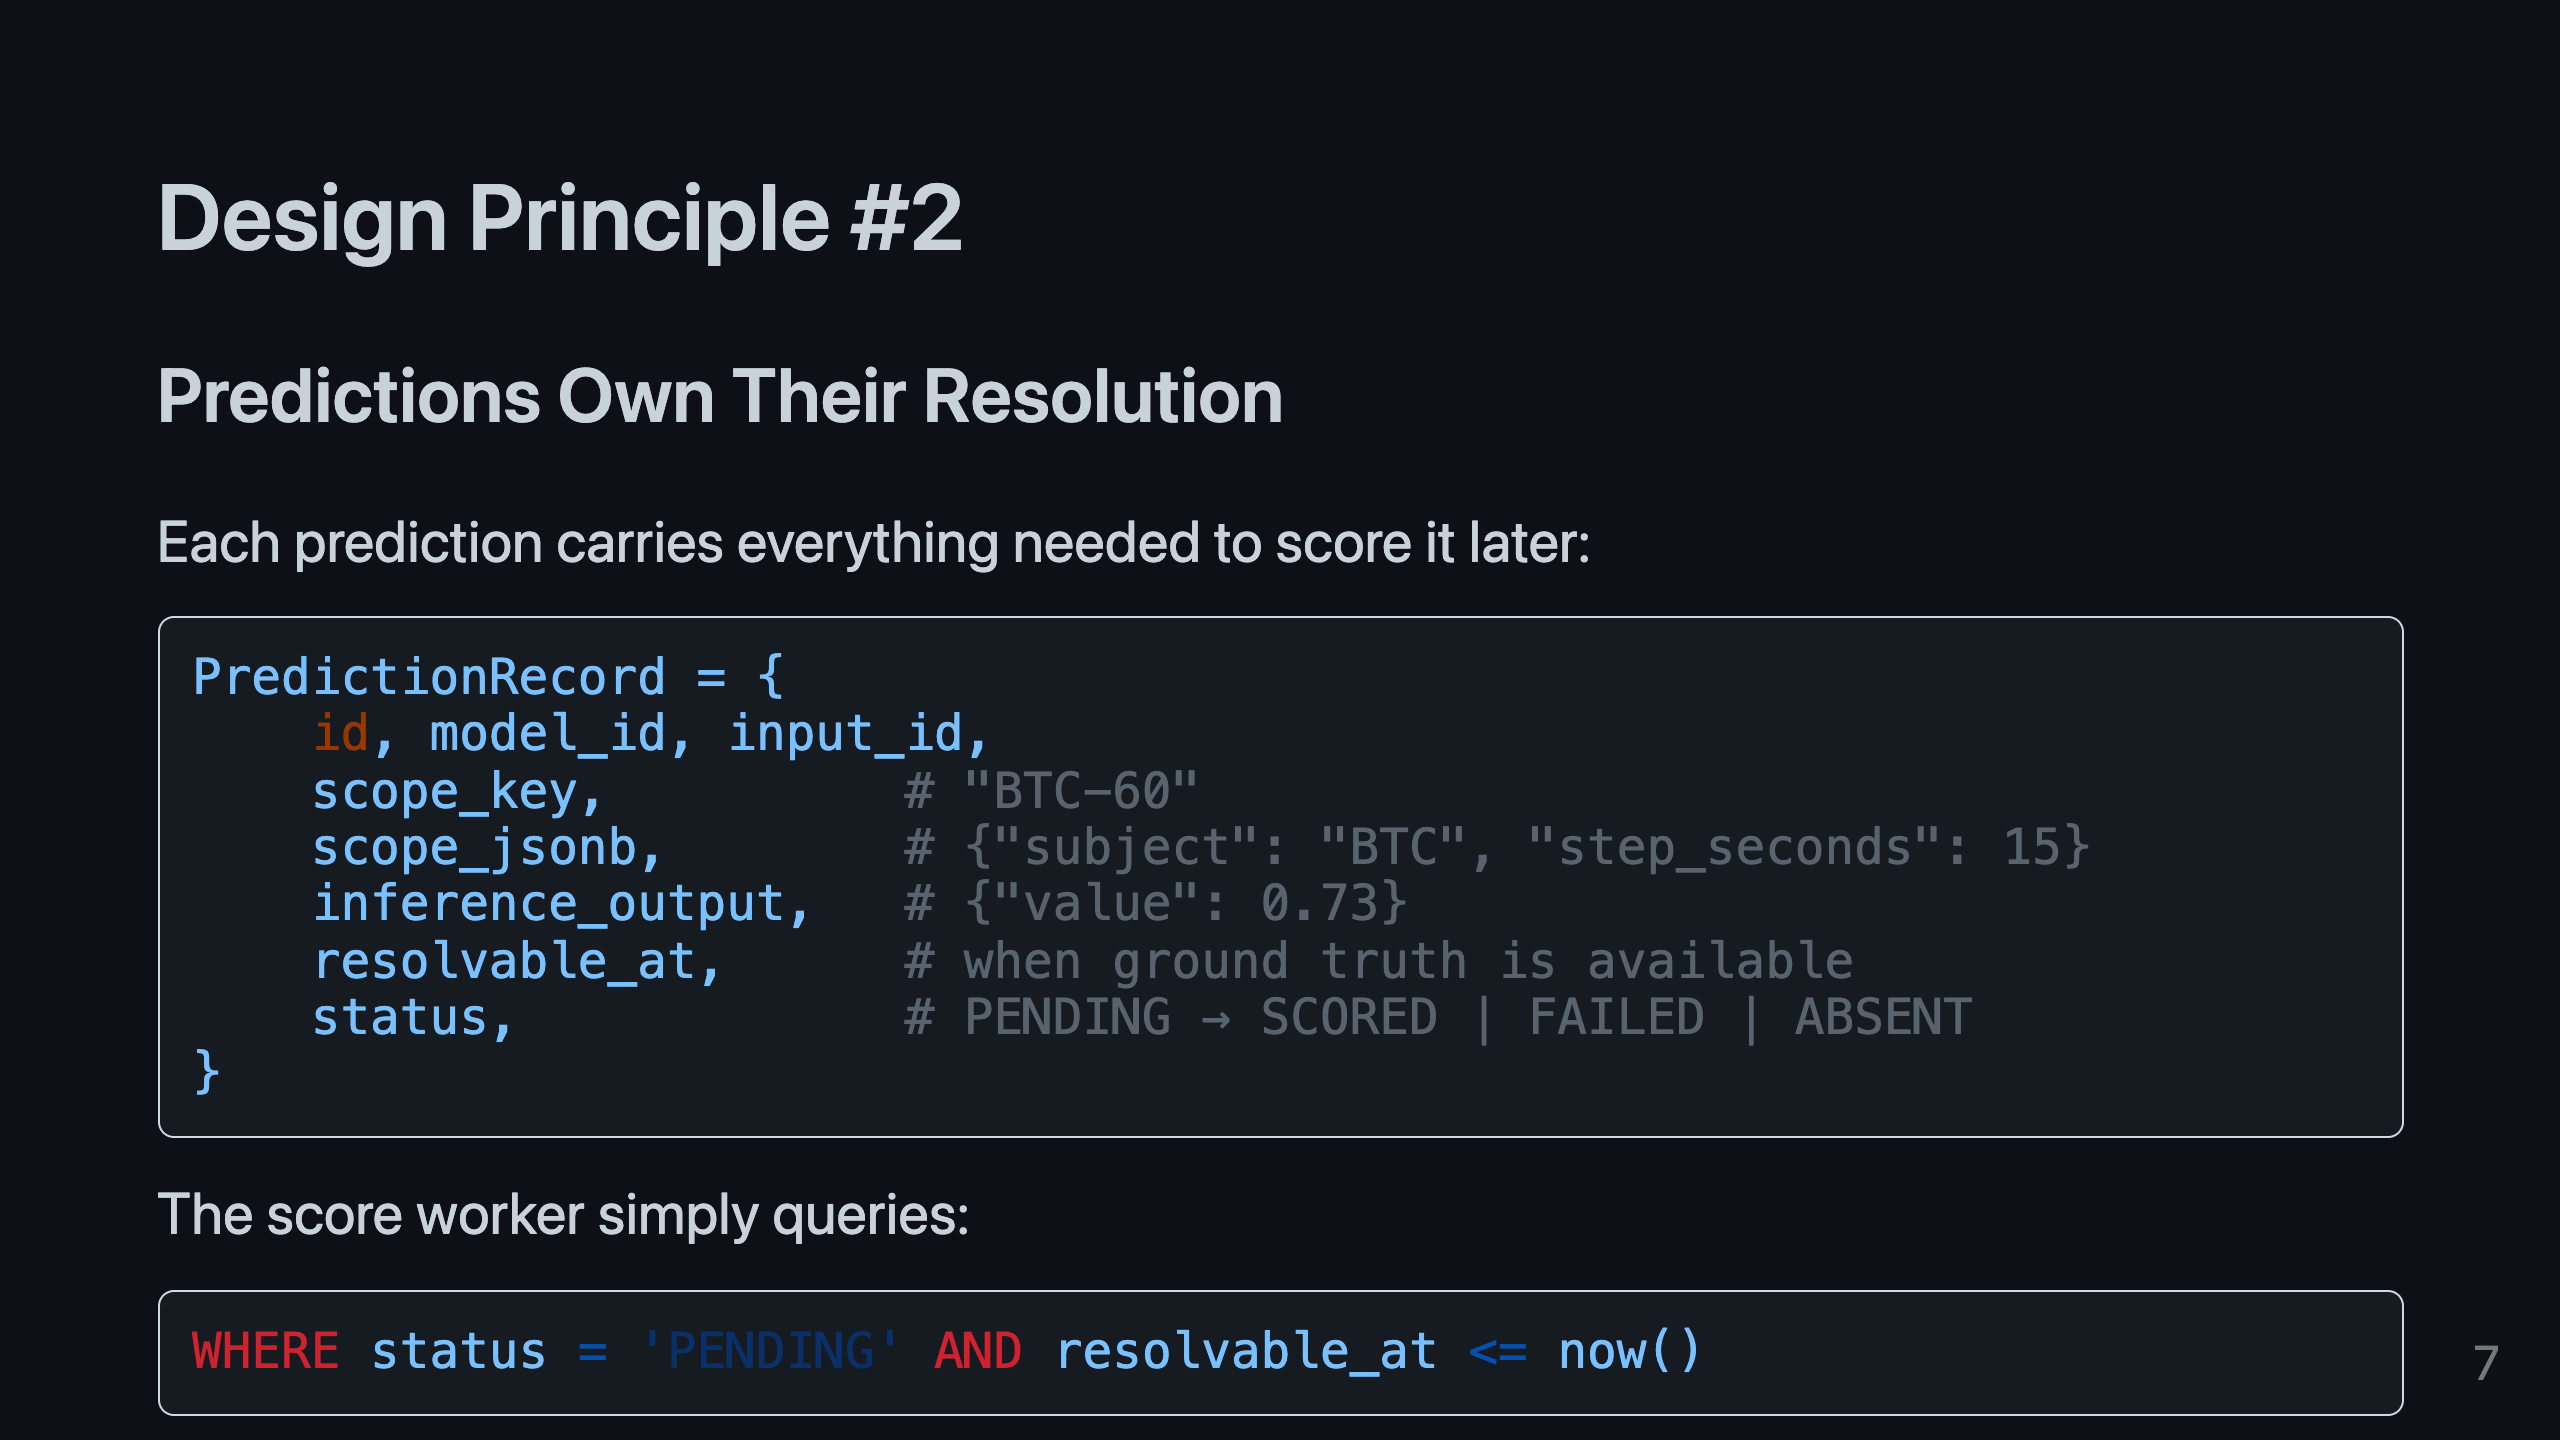 Design Principle #2
Predictions Own Their Resolution
Each prediction carries everything needed to score it later:
PredictionRecord = {
    id, model_id, input_id,
    scope_key,          # "BTC-60"
    scope_jsonb,        # {"subject": "BTC", "step_seconds": 15}
    inference_output,   # {"value": 0.73}
    resolvable_at,      # when ground truth is available
    status,             # PENDING → SCORED | FAILED | ABSENT
}
The score worker simply queries:
WHERE status = 'PENDING' AND resolvable_at <= now()
7